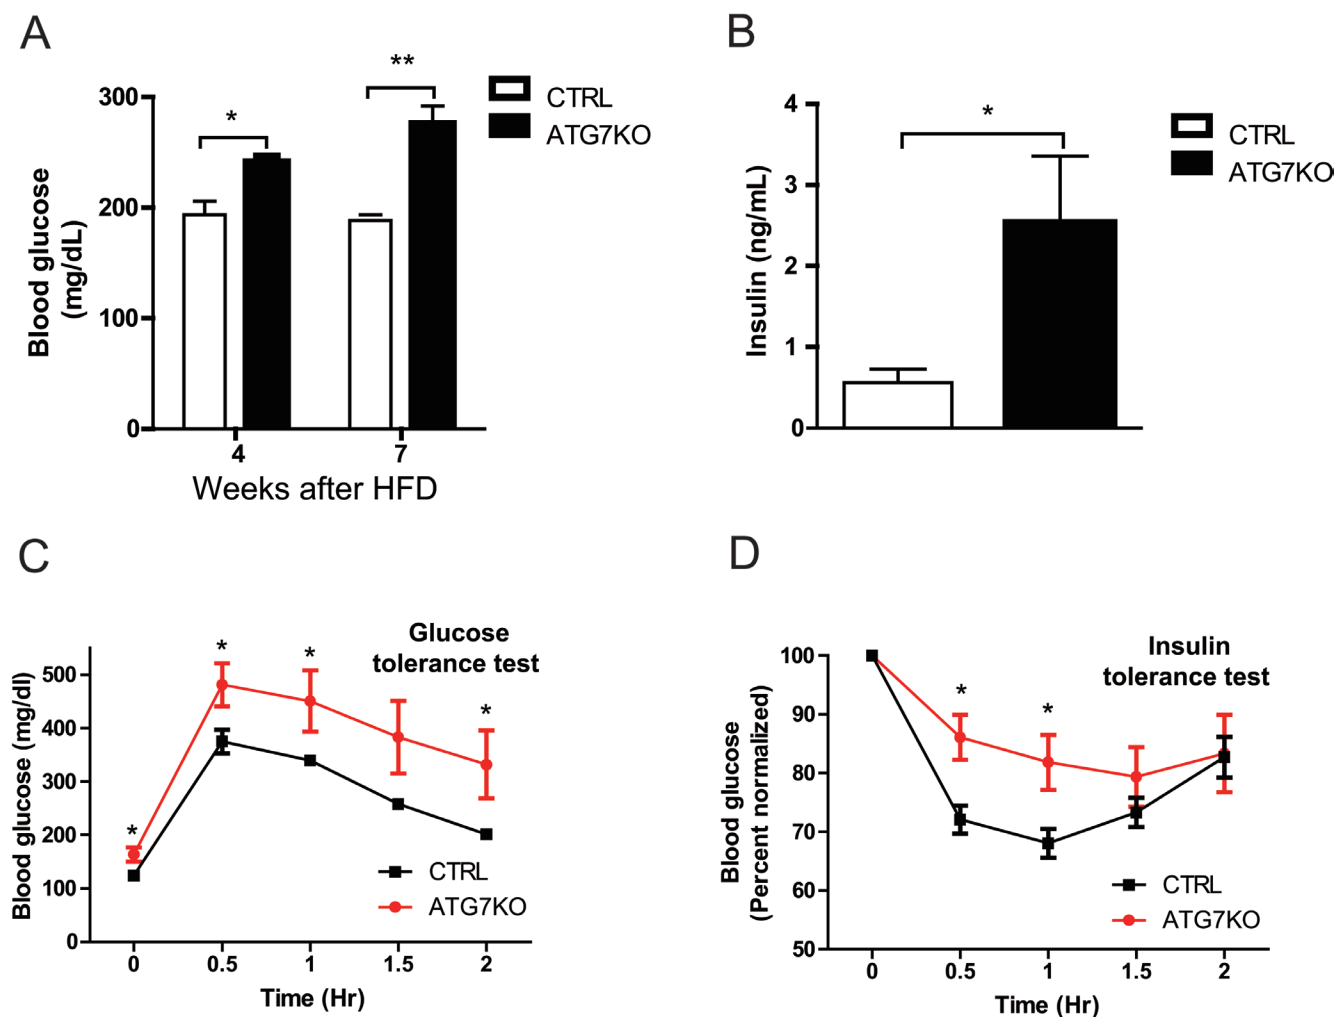 A
Blood glucose
(mg/dL)
300
200
100
0
*
**
4
7
Weeks after HFD
CTRL
ATG7KO
B
Insulin (ng/mL)
4
3
2
1
0
*
CTRL
ATG7KO
C
Glucose
tolerance test
Blood glucose (mg/dl)
500
400
300
200
100
0
*
*
*
*
CTRL
ATG7KO
0
0.5
1
1.5
2
Time (Hr)
D
Insulin
tolerance test
Blood glucose
(Percent normalized)
100
90
80
70
60
50
*
*
CTRL
ATG7KO
0
0.5
1
1.5
2
Time (Hr)